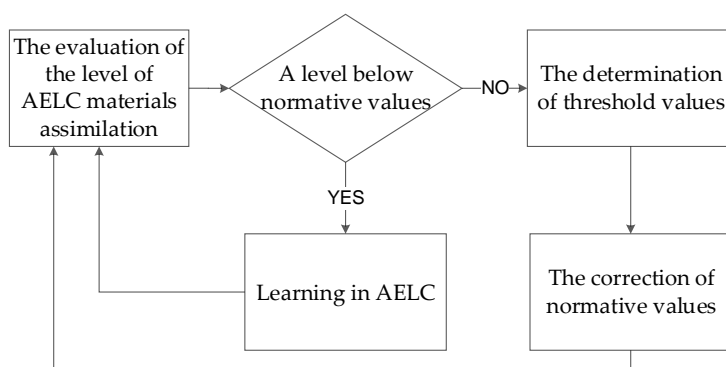 The evaluation of
the level of
AELC materials
assimilation
A level below
normative values
NO
The determination
of threshold values
YES
Learning in AELC
The correction of
normative values